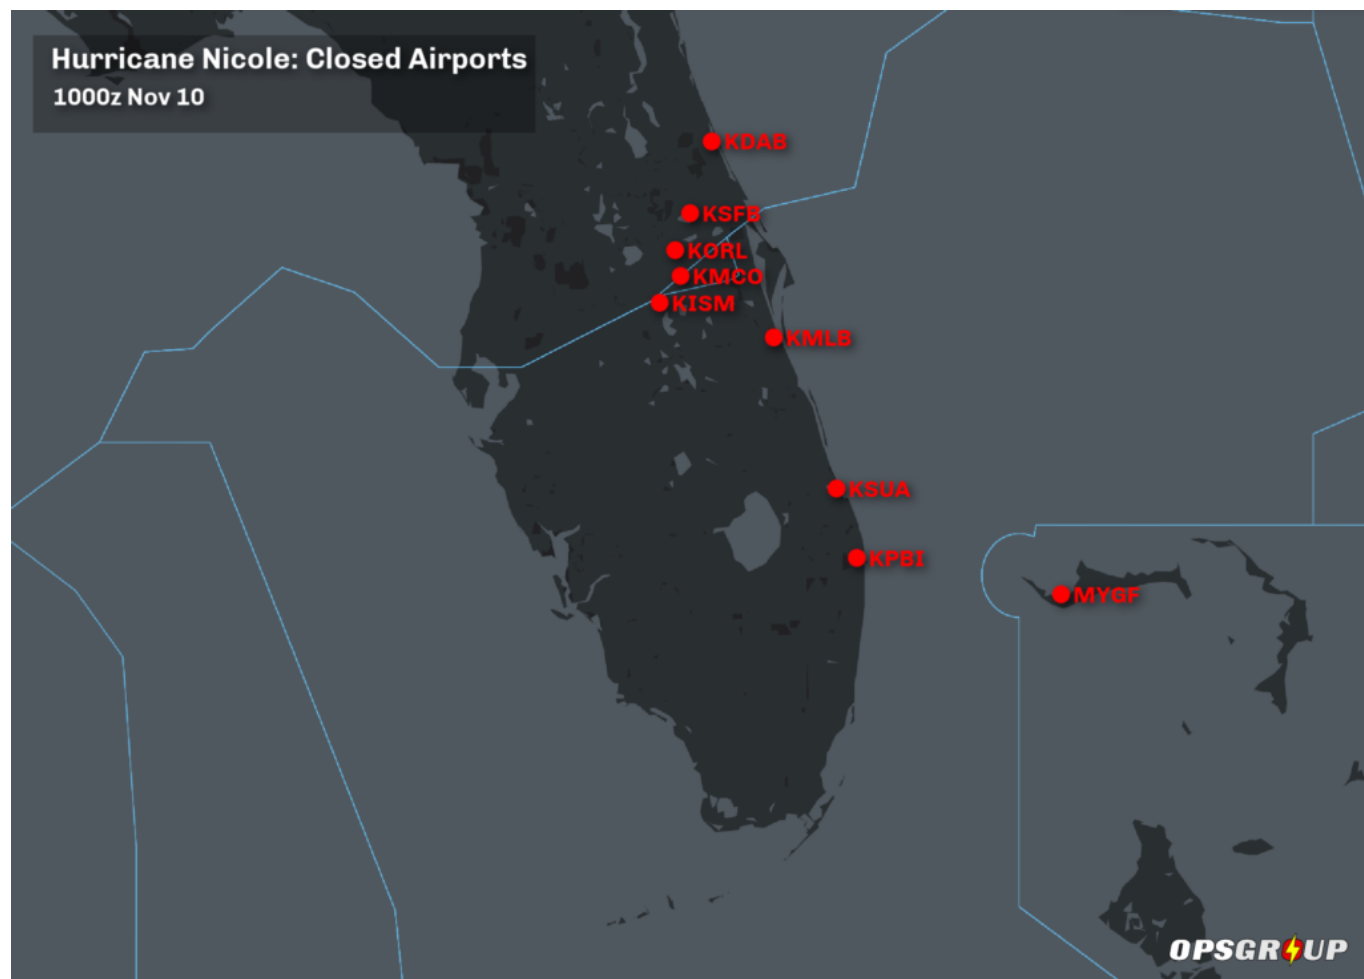 Hurricane Nicole: Closed Airports
1000z Nov 10
KDAB
KSFB
KORL
KMCO
KISM
KMLB
KSUA
KPBI
MYGF
OPSGROUP